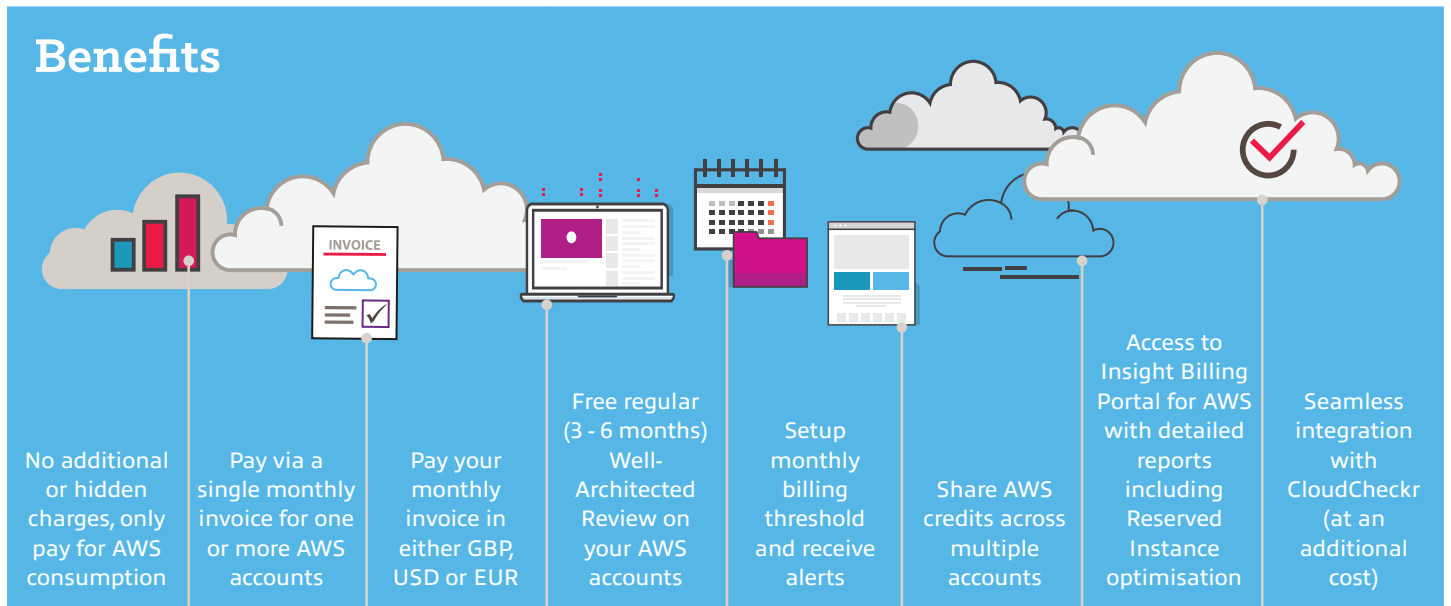 Benefits
INVOICE
No additional
or hidden
charges, only
pay for AWS
consumption
Pay via a
single monthly
invoice for one
or more AWS
accounts
Pay your
monthly
invoice in
either GBP,
USD or EUR
Free regular
(3 - 6 months)
Well-
Architected
Review on
your AWS
accounts
Setup
monthly
billing
threshold
and receive
alerts
Share AWS
credits across
multiple
accounts
Access to
Insight Billing
Portal for AWS
with detailed
reports
including
Reserved
Instance
optimisation
Seamless
integration
with
CloudCheckr
(at an
additional
cost)